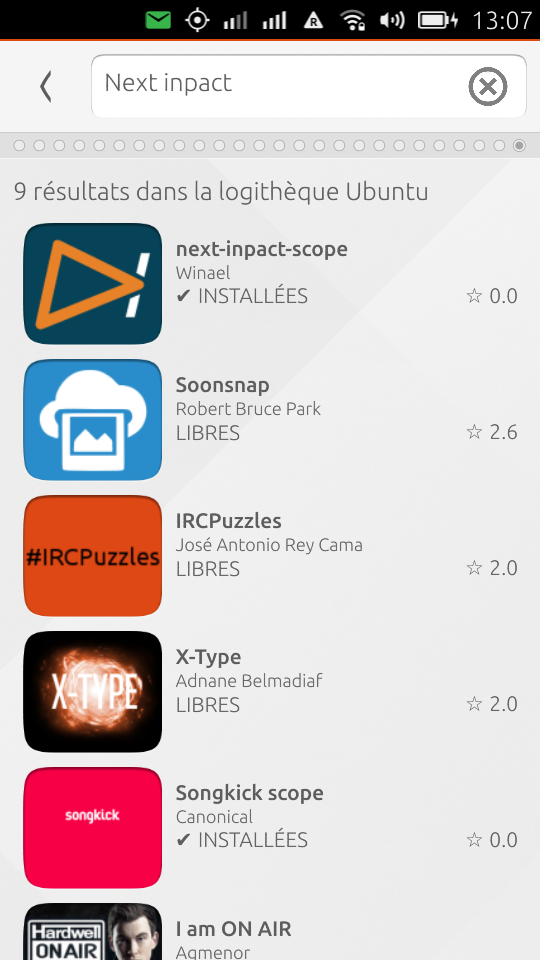 13:07
Next inpact
9 résultats dans la logithèque Ubuntu
next-inpact-scope
Winael
✔ INSTALLÉES
☆ 0.0
Soonsnap
Robert Bruce Park
LIBRES
☆ 2.6
#IRCPuzzles
IRCPuzzles
José Antonio Rey Cama
LIBRES
☆ 2.0
X-TYPE
X-Type
Adnane Belmadiaf
LIBRES
☆ 2.0
songkick
Songkick scope
Canonical
✔ INSTALLÉES
☆ 0.0
Hardwell
ON AIR
I am ON AIR
Agmenor